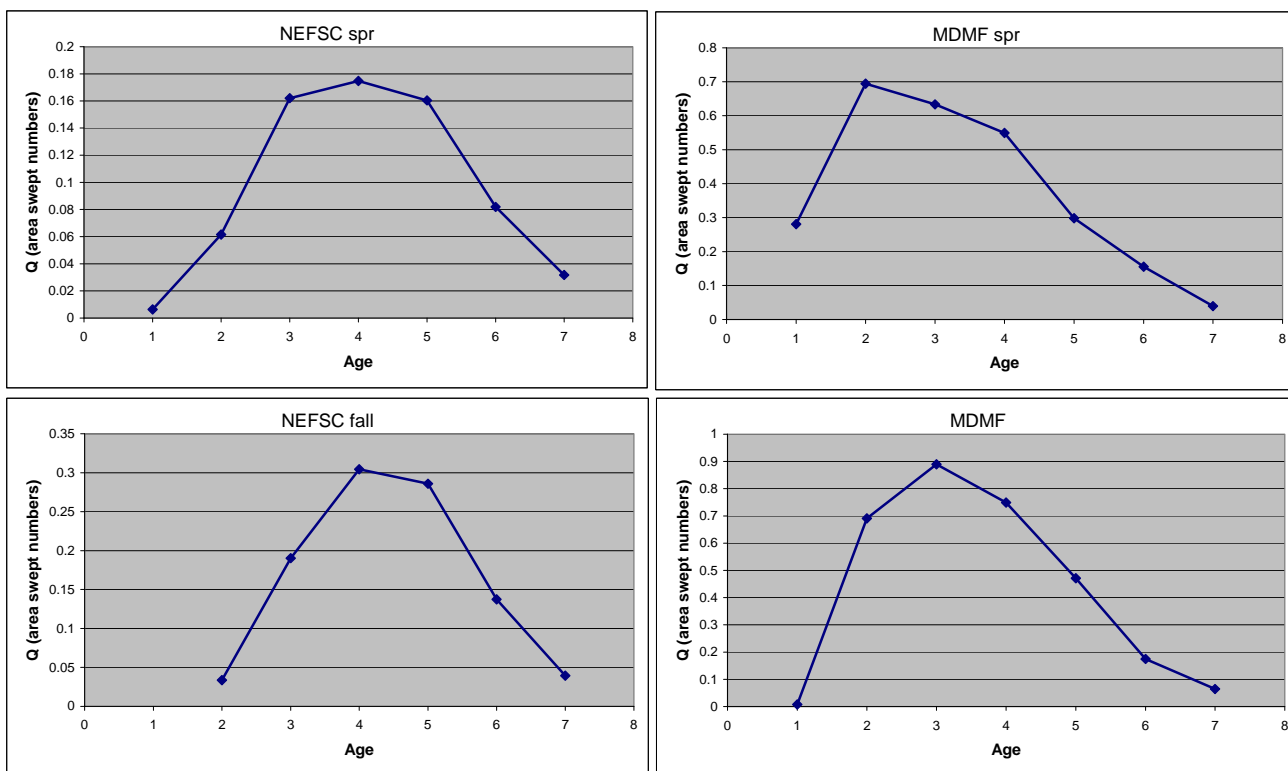 NEFSC spr
Q (area swept numbers)
0.2
0.18
0.16
0.14
0.12
0.1
0.08
0.06
0.04
0.02
0
0 1 2 3 4 5 6 7 8
Age
MDMF spr
Q (area swept numbers)
0.8
0.7
0.6
0.5
0.4
0.3
0.2
0.1
0
0 1 2 3 4 5 6 7 8
Age
NEFSC fall
Q (area swept numbers)
0.35
0.3
0.25
0.2
0.15
0.1
0.05
0
0 1 2 3 4 5 6 7 8
Age
MDMF
Q (area swept numbers)
1
0.9
0.8
0.7
0.6
0.5
0.4
0.3
0.2
0.1
0
0 1 2 3 4 5 6 7 8
Age